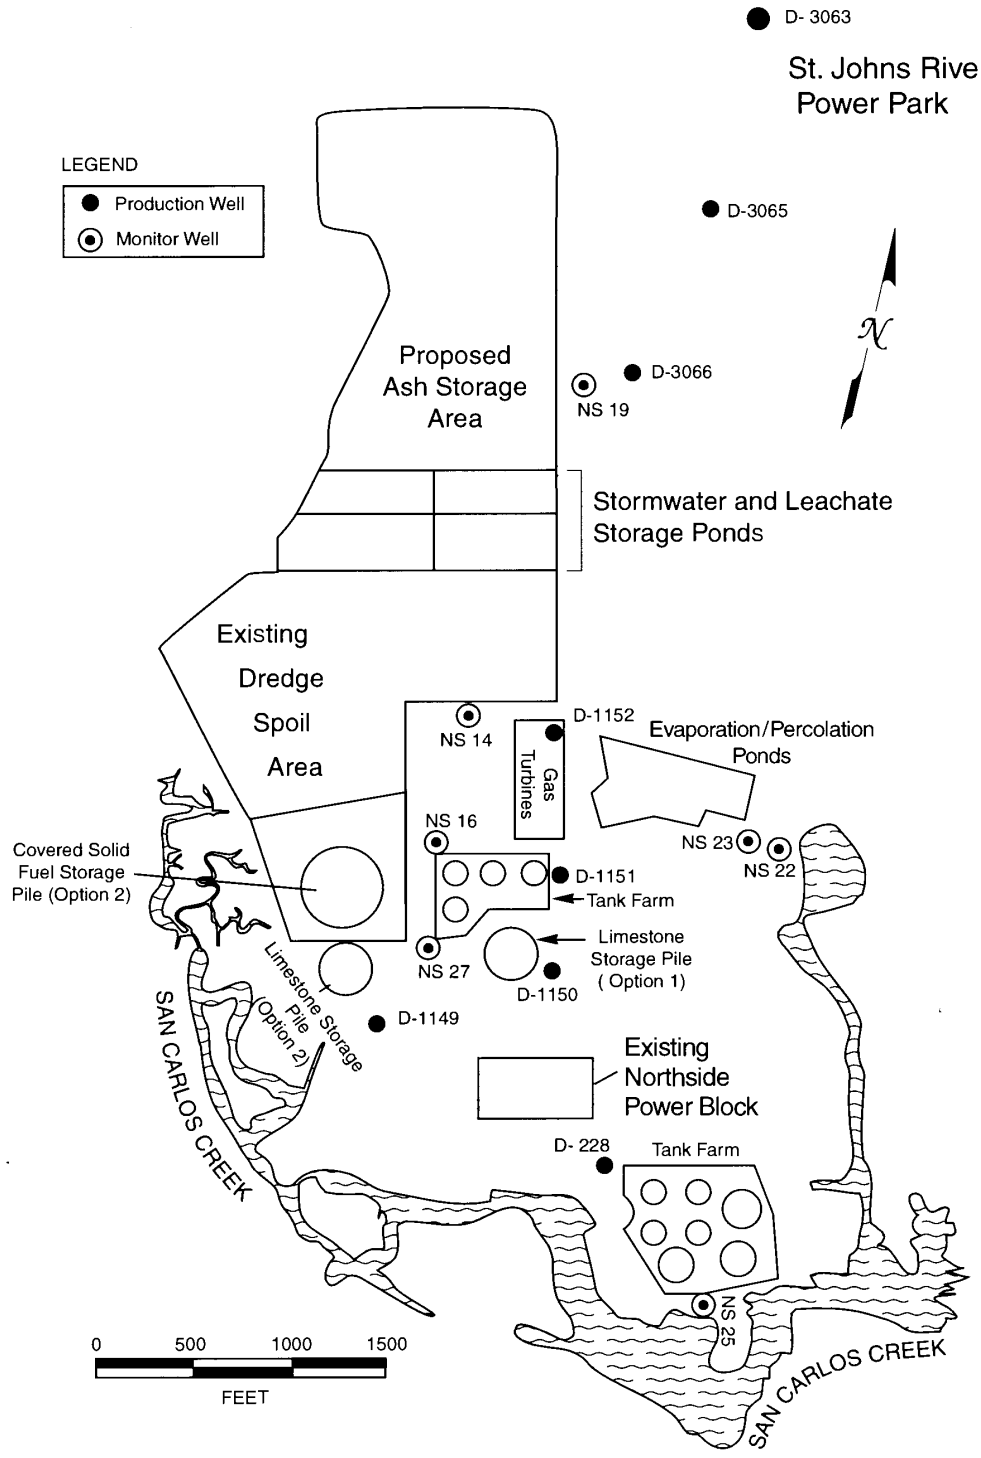 D- 3063
St. Johns Rive
Power Park
LEGEND
Production Well
Monitor Well
D-3065
N
Proposed
Ash Storage
Area
D-3066
NS 19
Stormwater and Leachate
Storage Ponds
Existing
Dredge
Spoil
Area
NS 14
D-1152
Gas
Turbines
Evaporation/Percolation
Ponds
NS 16
NS 23
NS 22
Covered Solid
Fuel Storage
Pile (Option 2)
D-1151
Tank Farm
Limestone
Storage Pile
( Option 1)
NS 27
D-1150
Limestone Storage
Pile
(Option 2)
D-1149
SAN CARLOS CREEK
Existing
Northside
Power Block
D- 228
Tank Farm
NS 25
SAN CARLOS CREEK
0 500 1000 1500
FEET